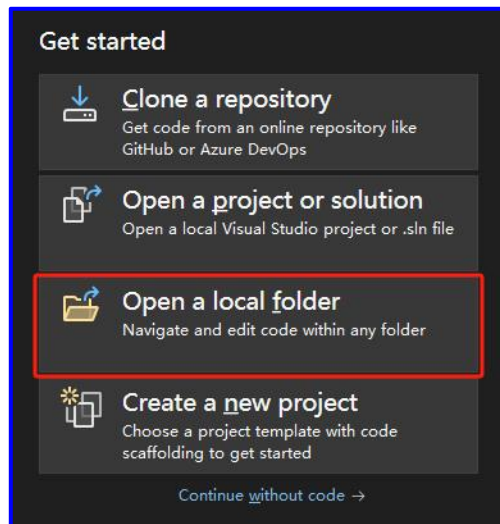 Get started
Clone a repository
Get code from an online repository like
GitHub or Azure DevOps
Open a project or solution
Open a local Visual Studio project or .sln file
Open a local folder
Navigate and edit code within any folder
Create a new project
Choose a project template with code
scaffolding to get started
Continue without code →